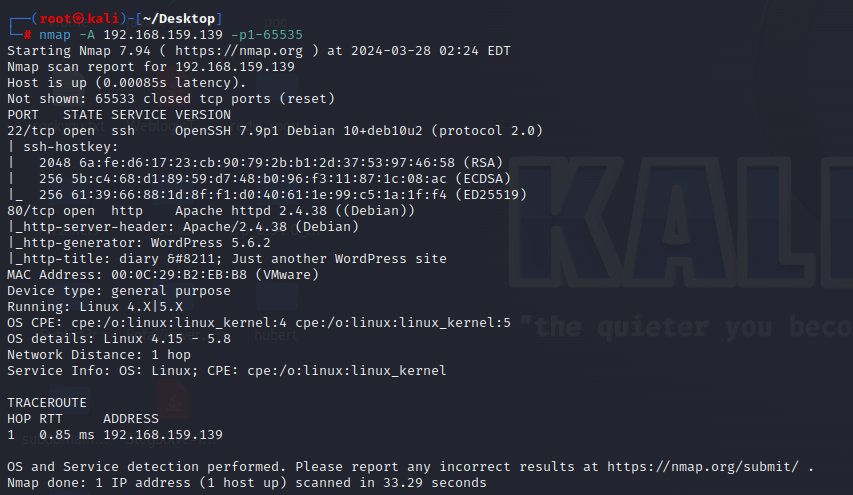 ┌──(root㉿kali)-[~/Desktop]
└─# nmap -A 192.168.159.139 -p1-65535
Starting Nmap 7.94 ( https://nmap.org ) at 2024-03-28 02:24 EDT
Nmap scan report for 192.168.159.139
Host is up (0.00085s latency).
Not shown: 65533 closed tcp ports (reset)
PORT   STATE SERVICE VERSION
22/tcp open  ssh     OpenSSH 7.9p1 Debian 10+deb10u2 (protocol 2.0)
| ssh-hostkey:
|   2048 6a:fe:d6:17:23:cb:90:79:2b:b1:2d:37:53:97:46:58 (RSA)
|   256 5b:c4:68:d1:89:59:d7:48:b0:96:f3:11:87:1c:08:ac (ECDSA)
|_  256 61:39:66:88:1d:8f:f1:d0:40:61:1e:99:c5:1a:1f:f4 (ED25519)
80/tcp open  http    Apache httpd 2.4.38 ((Debian))
|_http-server-header: Apache/2.4.38 (Debian)
|_http-generator: WordPress 5.6.2
|_http-title: diary &#8211; Just another WordPress site
MAC Address: 00:0C:29:B2:EB:B8 (VMware)
Device type: general purpose
Running: Linux 4.X|5.X
OS CPE: cpe:/o:linux:linux_kernel:4 cpe:/o:linux:linux_kernel:5
OS details: Linux 4.15 - 5.8
Network Distance: 1 hop
Service Info: OS: Linux; CPE: cpe:/o:linux:linux_kernel

TRACEROUTE
HOP RTT     ADDRESS
1   0.85 ms 192.168.159.139

OS and Service detection performed. Please report any incorrect results at https://nmap.org/submit/ .
Nmap done: 1 IP address (1 host up) scanned in 33.29 seconds
KALI
"the quieter you
hubert